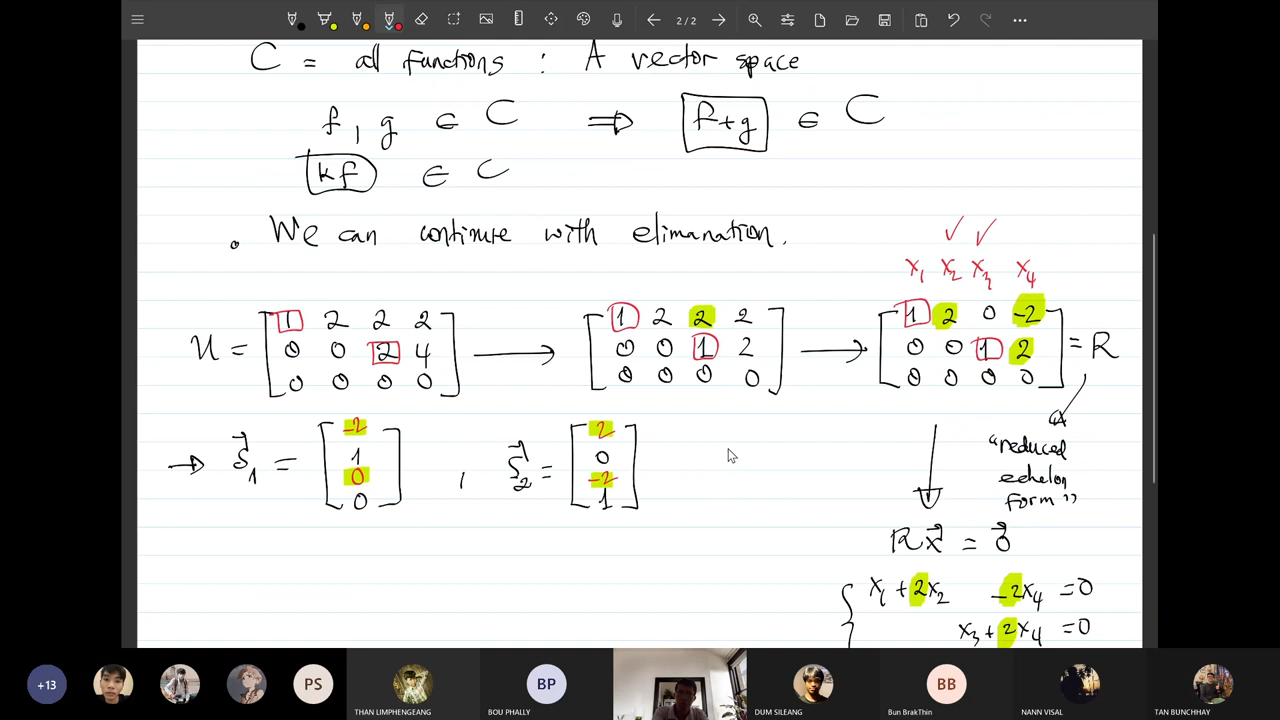 2 / 2
C = all functions : A vector space
f, g ∈ C ⟹ f+g ∈ C
kf ∈ C
. We can continue with elimanation.
✓ ✓
x₁ x₂ x₃ x₄
U = [1 2 2 2; 0 0 2 4; 0 0 0 0] → [1 2 2 2; 0 0 1 2; 0 0 0 0] → [1 2 0 -2; 0 0 1 2; 0 0 0 0] = R
"reduced
echelon
form"
→ s⃗₁ = [-2; 1; 0; 0] , s⃗₂ = [2; 0; -2; 1]
Rx⃗ = 0⃗
x₁ + 2x₂ -2x₄ = 0
x₃ + 2x₄ = 0
+13
PS
THAN LIMPHENGEANG
BP
BOU PHALLY
DUM SILEANG
BB
Bun BrakThin
NANN VISAL
TAN BUNCHHAY